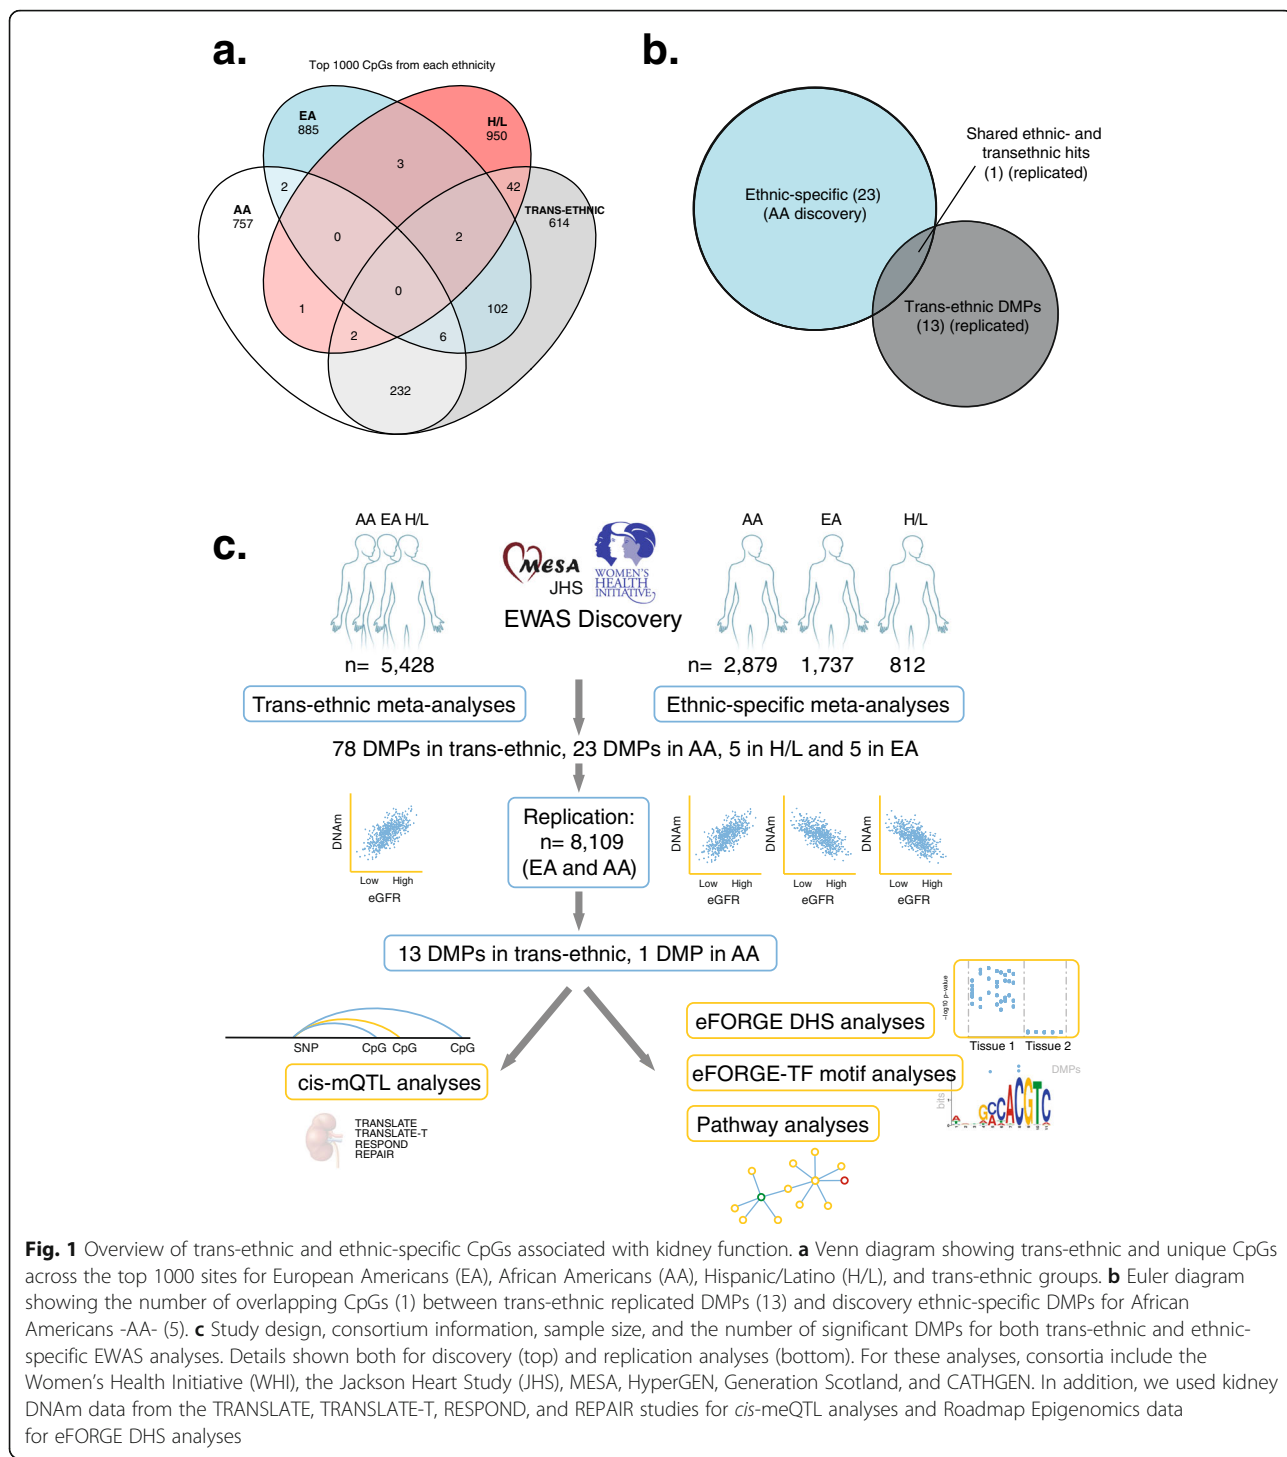 a.
Top 1000 CpGs from each ethnicity
EA
885
H/L
950
AA
757
TRANS-ETHNIC
614
3
2
42
0
2
0
1
2
6
102
232
b.
Ethnic-specific (23)
(AA discovery)
Shared ethnic- and
transethnic hits
(1) (replicated)
Trans-ethnic DMPs
(13) (replicated)
c.
AA EA H/L
MESA
JHS
WOMEN'S
HEALTH
INITIATIVE
EWAS Discovery
AA EA H/L
n= 5,428
n= 2,879 1,737 812
Trans-ethnic meta-analyses
Ethnic-specific meta-analyses
78 DMPs in trans-ethnic, 23 DMPs in AA, 5 in H/L and 5 in EA
DNAm
Low High
eGFR
Replication:
n= 8,109
(EA and AA)
DNAm
Low High
eGFR
DNAm
Low High
eGFR
DNAm
Low High
eGFR
13 DMPs in trans-ethnic, 1 DMP in AA
SNP CpG CpG CpG
cis-mQTL analyses
TRANSLATE
TRANSLATE-T
RESPOND
REPAIR
eFORGE DHS analyses
−log10 p-value
Tissue 1 Tissue 2
eFORGE-TF motif analyses
DMPs
bits
ACGTC
Pathway analyses
Fig. 1 Overview of trans-ethnic and ethnic-specific CpGs associated with kidney function. a Venn diagram showing trans-ethnic and unique CpGs
across the top 1000 sites for European Americans (EA), African Americans (AA), Hispanic/Latino (H/L), and trans-ethnic groups. b Euler diagram
showing the number of overlapping CpGs (1) between trans-ethnic replicated DMPs (13) and discovery ethnic-specific DMPs for African
Americans -AA- (5). c Study design, consortium information, sample size, and the number of significant DMPs for both trans-ethnic and ethnic-
specific EWAS analyses. Details shown both for discovery (top) and replication analyses (bottom). For these analyses, consortia include the
Women's Health Initiative (WHI), the Jackson Heart Study (JHS), MESA, HyperGEN, Generation Scotland, and CATHGEN. In addition, we used kidney
DNAm data from the TRANSLATE, TRANSLATE-T, RESPOND, and REPAIR studies for cis-meQTL analyses and Roadmap Epigenomics data
for eFORGE DHS analyses